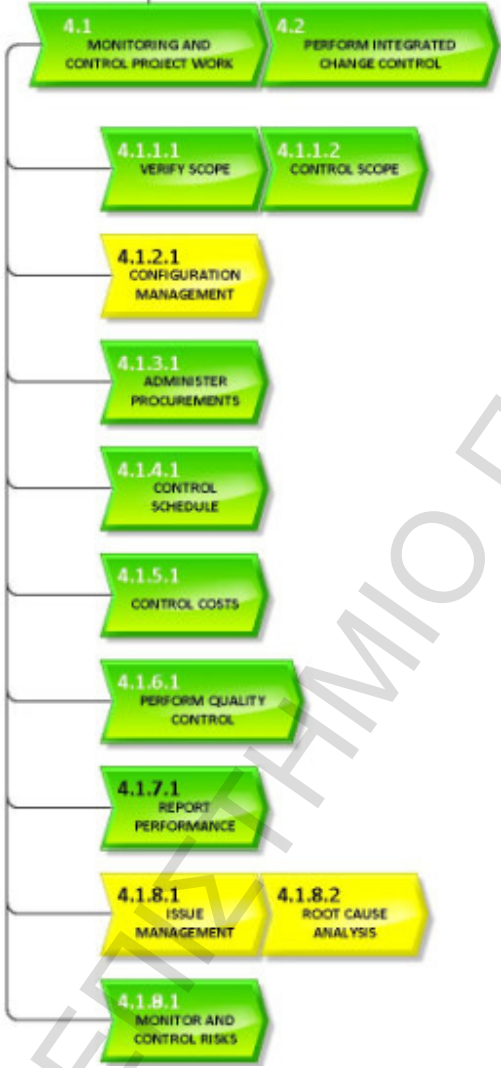 4.1
MONITORING AND
CONTROL PROJECT WORK
4.2
PERFORM INTEGRATED
CHANGE CONTROL
4.1.1.1
VERIFY SCOPE
4.1.1.2
CONTROL SCOPE
4.1.2.1
CONFIGURATION
MANAGEMENT
4.1.3.1
ADMINISTER
PROCUREMENTS
4.1.4.1
CONTROL
SCHEDULE
4.1.5.1
CONTROL COSTS
4.1.6.1
PERFORM QUALITY
CONTROL
4.1.7.1
REPORT
PERFORMANCE
4.1.8.1
ISSUE
MANAGEMENT
4.1.8.2
ROOT CAUSE
ANALYSIS
4.1.8.1
MONITOR AND
CONTROL RISKS